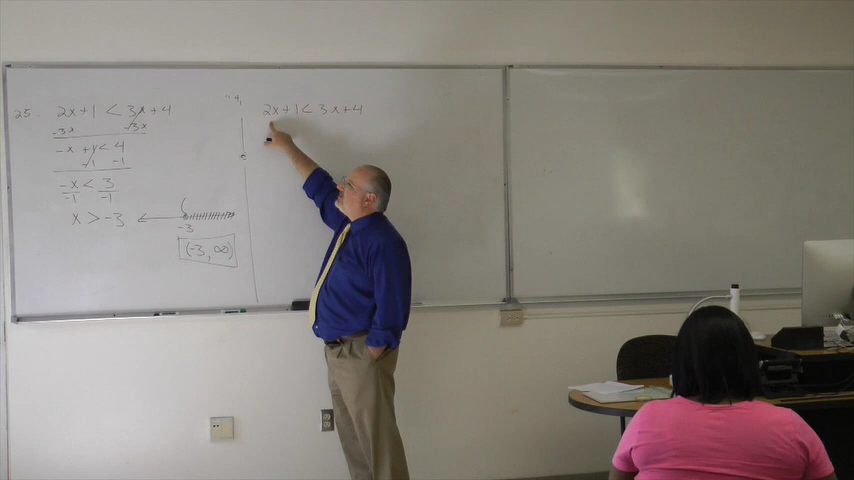 25. 2x+1 < 3x+4
-3x -3x
-x +1 < 4
-1 -1
-x < 3
-1 -1
x > -3
-3
(-3, ∞)
2x+1 < 3x+4